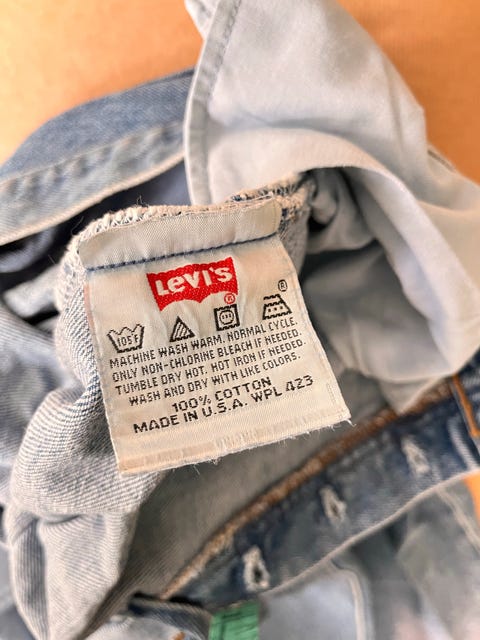 Levi's
®
®
105F
MACHINE WASH WARM. NORMAL CYCLE.
ONLY NON-CHLORINE BLEACH IF NEEDED.
TUMBLE DRY HOT. HOT IRON IF NEEDED.
WASH AND DRY WITH LIKE COLORS.
100% COTTON
MADE IN U.S.A. WPL 423